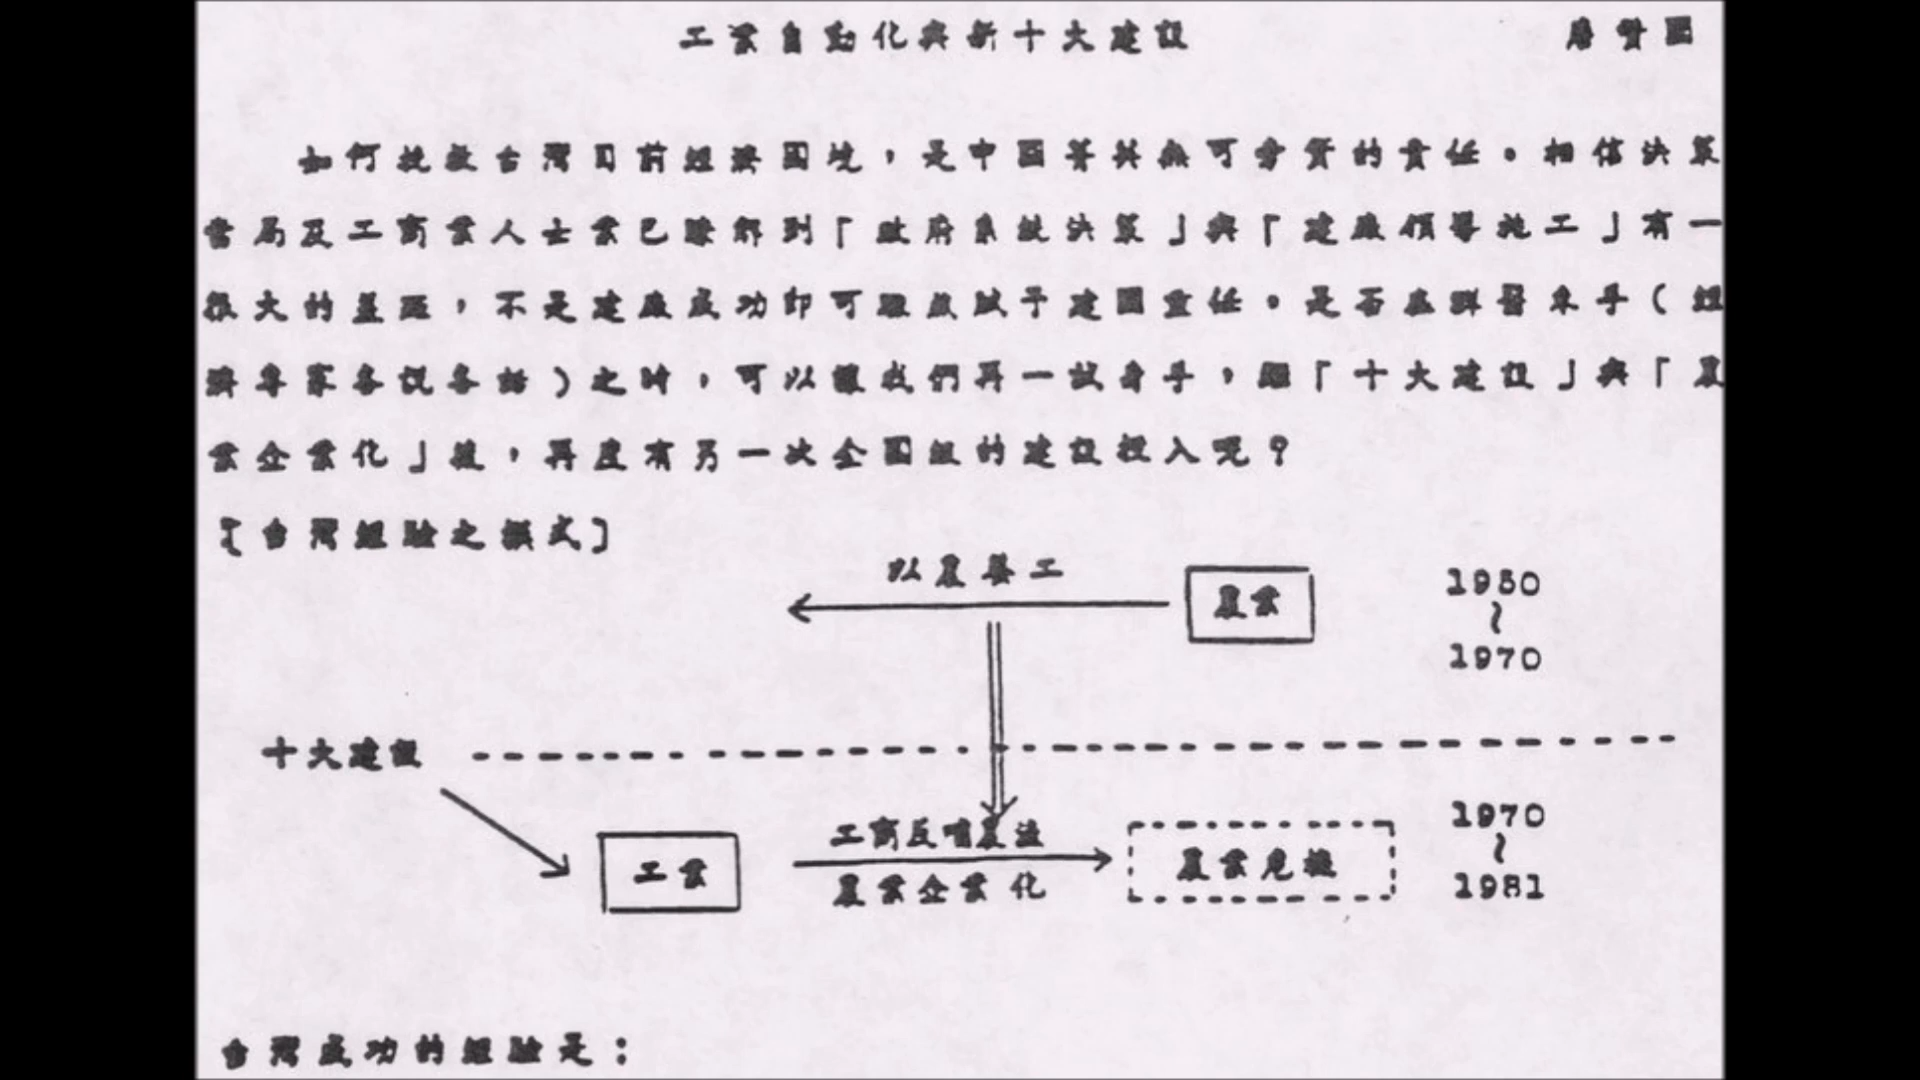 工業自動化與新十大建設
如何挽救台灣目前經濟困境，是中國菁英無可旁貸的責任。相信決策
當局及工商業人士業已瞭解到「政府系統決策」與「建廠領導施工」有一
很大的差距，不是建廠成功即可驟然賦予建國重任。是否在群醫束手（經
濟專家各說各話）之時，可以讓我們再一試身手，繼「十大建設」與「農
業企業化」後，再度有另一次全國組的建設投入呢？
〔台灣經驗之模式〕
以農養工
農業
1950
～
1970
十大建設
工業
工商反哺農漁
農業企業化
農業危機
1970
～
1981
台灣成功的經驗是：